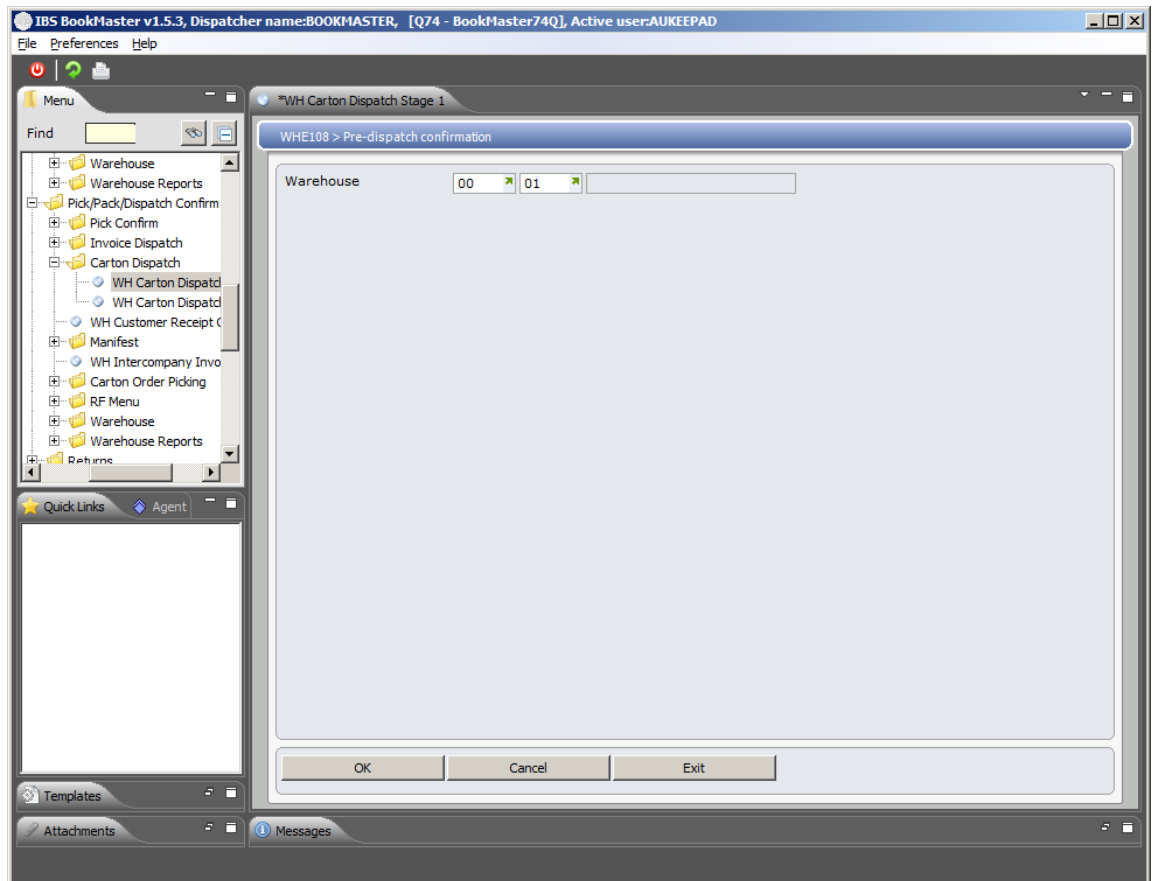 IBS BookMaster v1.5.3, Dispatcher name:BOOKMASTER, [Q74 - BookMaster74Q], Active user:AUKEEPAD
File Preferences Help
Menu
*WH Carton Dispatch Stage 1
Find
WHE108 > Pre-dispatch confirmation
Warehouse 00 01
Warehouse
Warehouse Reports
Pick/Pack/Dispatch Confirm
Pick Confirm
Invoice Dispatch
Carton Dispatch
WH Carton Dispatc
WH Carton Dispatc
WH Customer Receipt
Manifest
WH Intercompany Invo
Carton Order Picking
RF Menu
Warehouse
Warehouse Reports
Returns
Quick Links Agent
OK Cancel Exit
Templates
Attachments
Messages